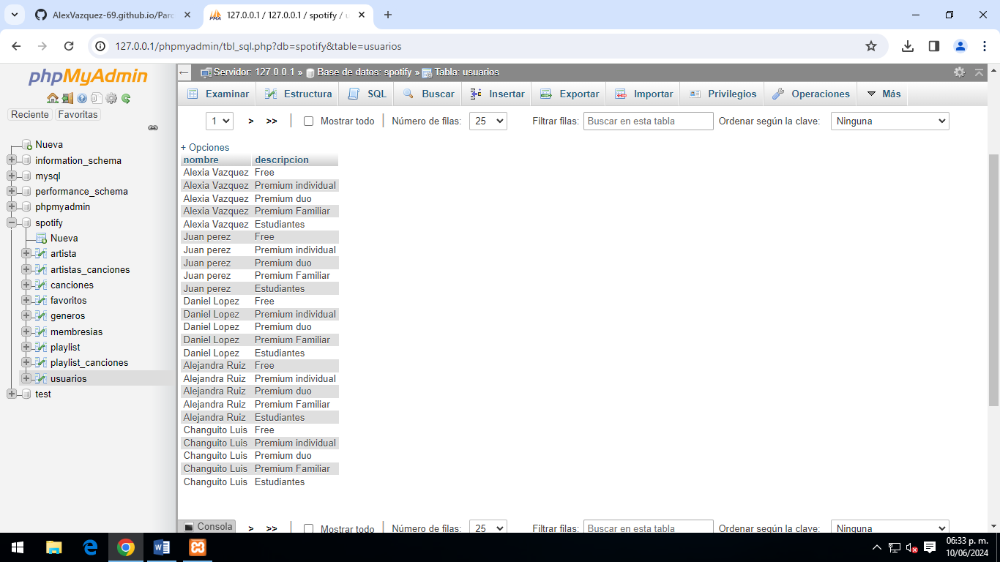 AlexVazquez-69.github.io/Parc
127.0.0.1 / 127.0.0.1 / spotify / u
127.0.0.1/phpmyadmin/tbl_sql.php?db=spotify&table=usuarios
phpMyAdmin
Reciente Favoritas
Nueva
information_schema
mysql
performance_schema
phpmyadmin
spotify
Nueva
artista
artistas_canciones
canciones
favoritos
generos
membresias
playlist
playlist_canciones
usuarios
test
Servidor: 127.0.0.1 » Base de datos: spotify » Tabla: usuarios
Examinar Estructura SQL Buscar Insertar Exportar Importar Privilegios Operaciones Más
1 > >> Mostrar todo Número de filas: 25 Filtrar filas: Buscar en esta tabla Ordenar según la clave: Ninguna
+ Opciones
nombre descripcion
Alexia Vazquez Free
Alexia Vazquez Premium individual
Alexia Vazquez Premium duo
Alexia Vazquez Premium Familiar
Alexia Vazquez Estudiantes
Juan perez Free
Juan perez Premium individual
Juan perez Premium duo
Juan perez Premium Familiar
Juan perez Estudiantes
Daniel Lopez Free
Daniel Lopez Premium individual
Daniel Lopez Premium duo
Daniel Lopez Premium Familiar
Daniel Lopez Estudiantes
Alejandra Ruiz Free
Alejandra Ruiz Premium individual
Alejandra Ruiz Premium duo
Alejandra Ruiz Premium Familiar
Alejandra Ruiz Estudiantes
Changuito Luis Free
Changuito Luis Premium individual
Changuito Luis Premium duo
Changuito Luis Premium Familiar
Changuito Luis Estudiantes
Consola > >> Mostrar todo Número de filas: 25 Filtrar filas: Buscar en esta tabla Ordenar según la clave: Ninguna
06:33 p. m.
10/06/2024